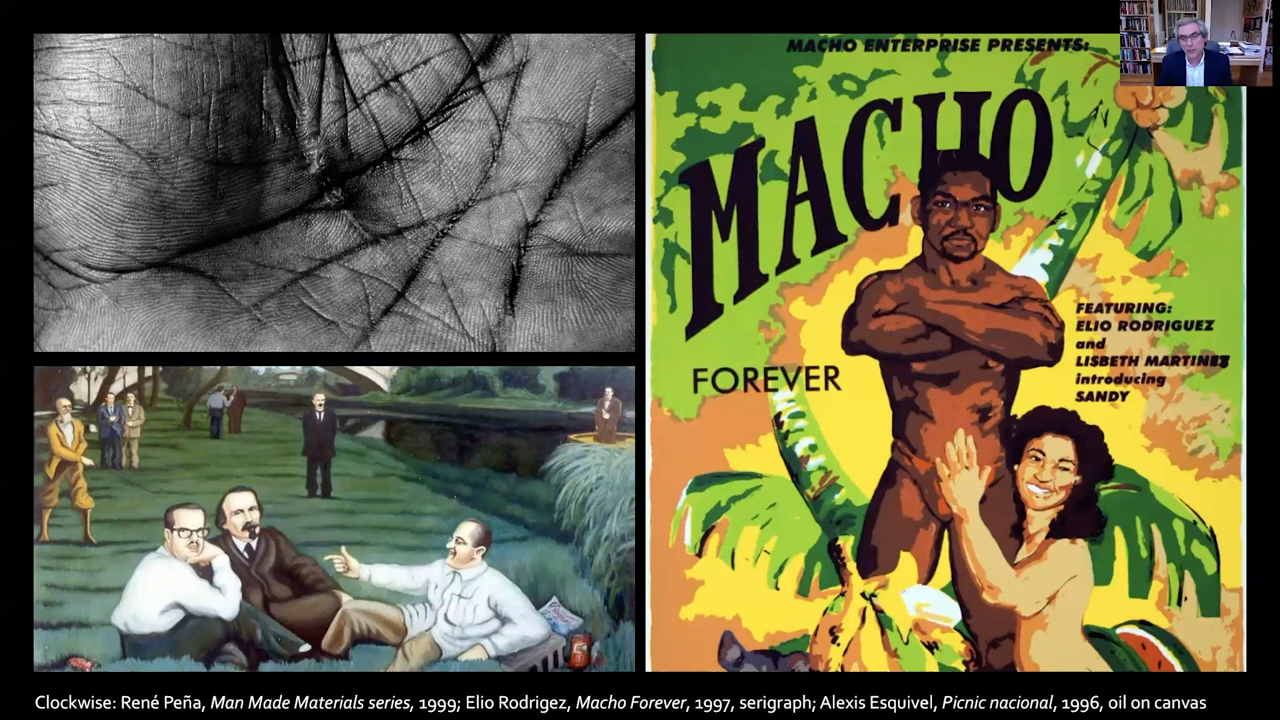 MACHO ENTERPRISE PRESENTS:
MACHO
FOREVER
FEATURING:
ELIO RODRIGUEZ
and
LISBETH MARTINEZ
introducing
SANDY
Clockwise: René Peña, Man Made Materials series, 1999; Elio Rodrigez, Macho Forever, 1997, serigraph; Alexis Esquivel, Picnic nacional, 1996, oil on canvas